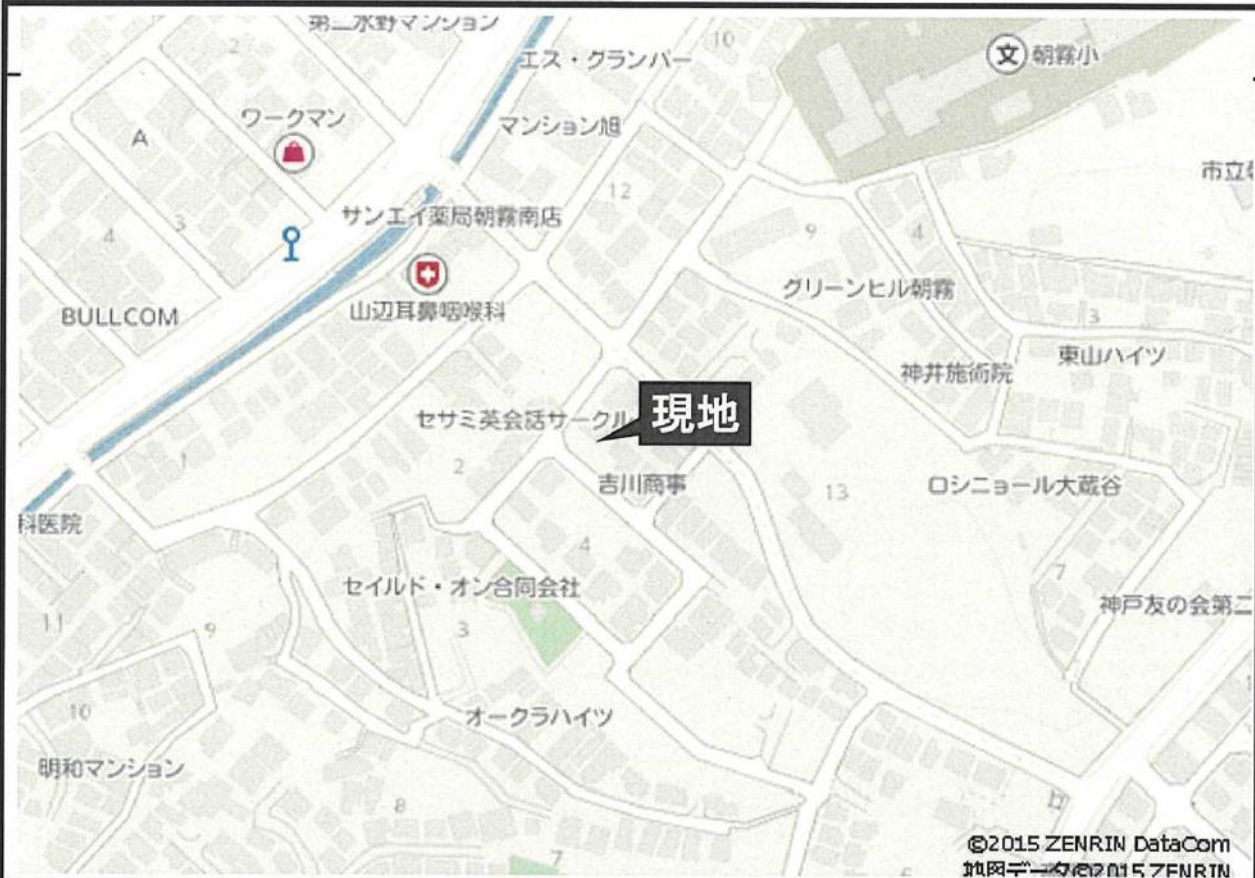 第二水野マンション
2
エス・グランパー
10
文 朝霧小
ワークマン
A
マンション旭
12
市立
サンエイ薬局朝霧南店
3
4
9
4
グリーンヒル朝霧
BULLCOM
山辺耳鼻咽喉科
3
東山ハイツ
神井施術院
セサミ英会話サークル
現地
1
2
吉川商事
13
ロシニョール大蔵谷
科医院
4
セイルド・オン合同会社
7
神戸友の会第二
11
9
3
10
オークラハイツ
明和マンション
8
7
©2015 ZENRIN DataCom
地図データ©2015 ZENRIN